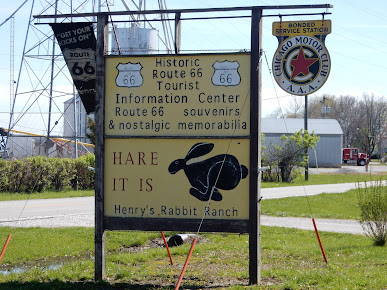 "GET YOUR
KICKS ON"
ROUTE
66
BONDED
SERVICE STATION
CHICAGO MOTOR CLUB
A.A.A.
Historic
66 Route 66 66
Tourist
Information Center
Route 66 souvenirs
& nostalgic memorabilia
HARE
IT IS
Henry's Rabbit Ranch